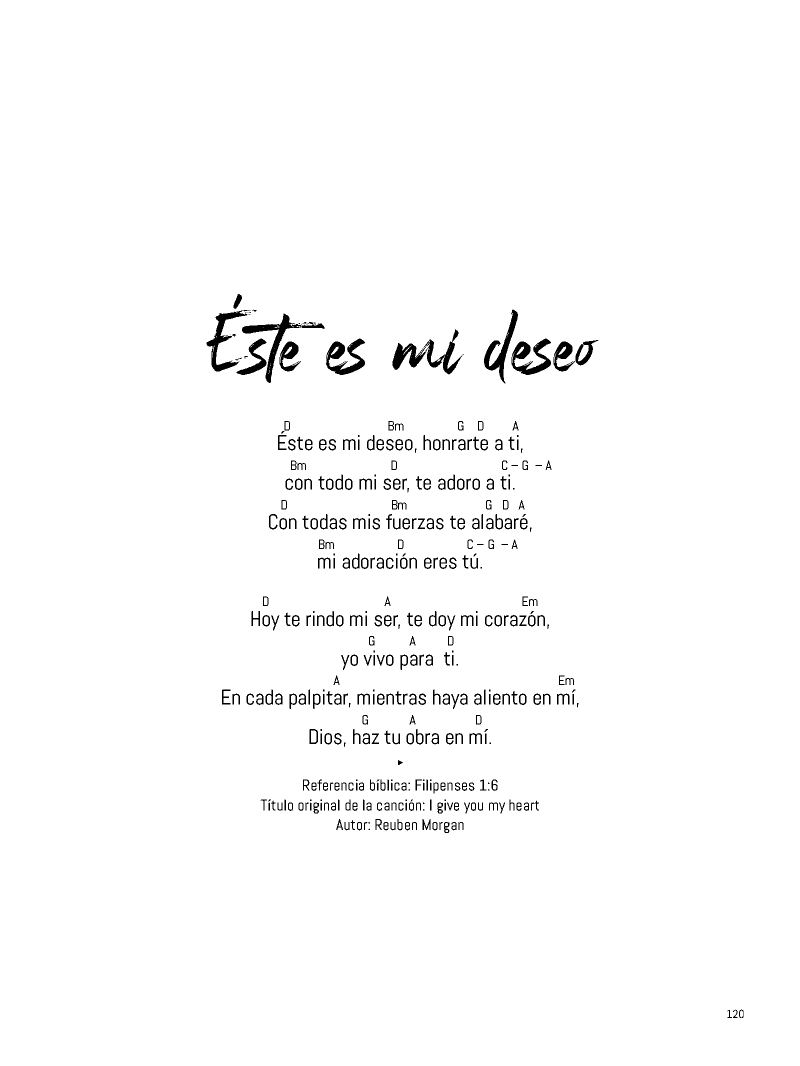 Éste es mi deseo
D Bm G D A
Éste es mi deseo, honrarte a ti,
Bm D C – G – A
con todo mi ser, te adoro a ti.
D Bm G D A
Con todas mis fuerzas te alabaré,
Bm D C – G – A
mi adoración eres tú.
D A Em
Hoy te rindo mi ser, te doy mi corazón,
G A D
yo vivo para ti.
A Em
En cada palpitar, mientras haya aliento en mí,
G A D
Dios, haz tu obra en mí.
Referencia bíblica: Filipenses 1:6
Título original de la canción: I give you my heart
Autor: Reuben Morgan
120